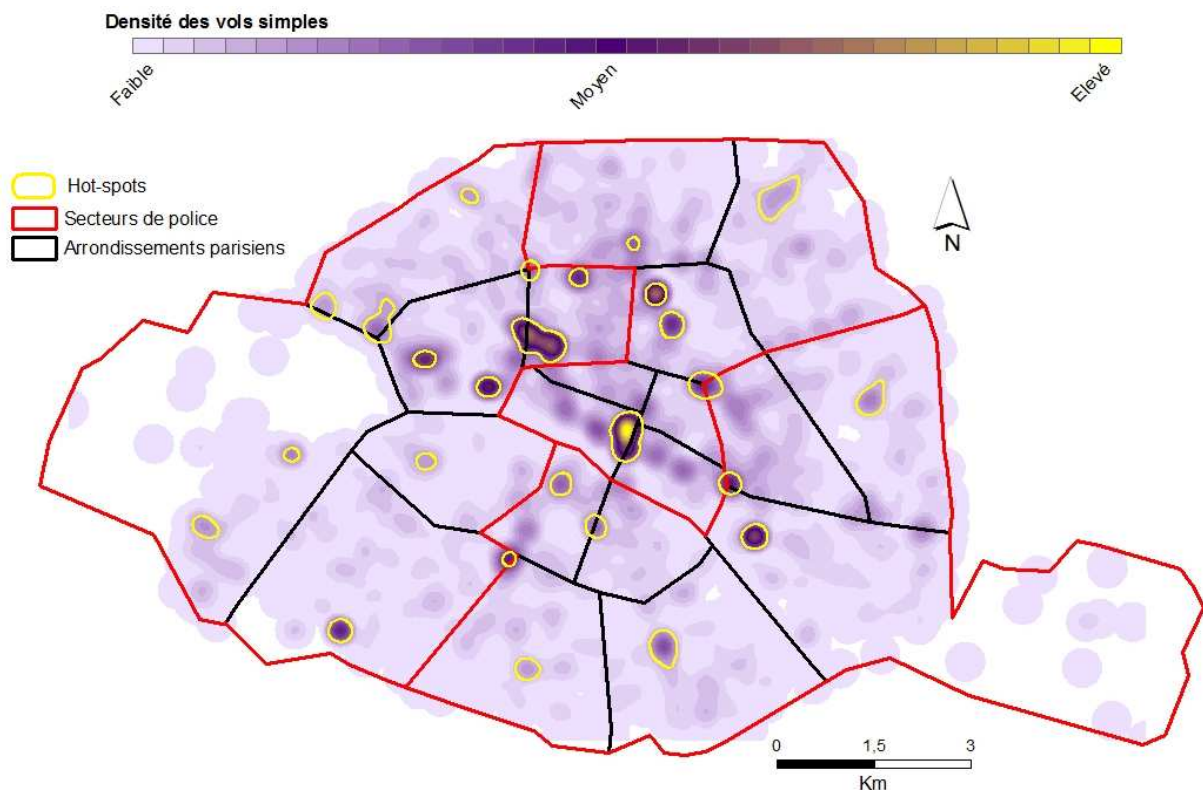 Densité des vols simples
Faible
Moyen
Elevé
Hot-spots
Secteurs de police
Arrondissements parisiens
N
0 1,5 3
Km